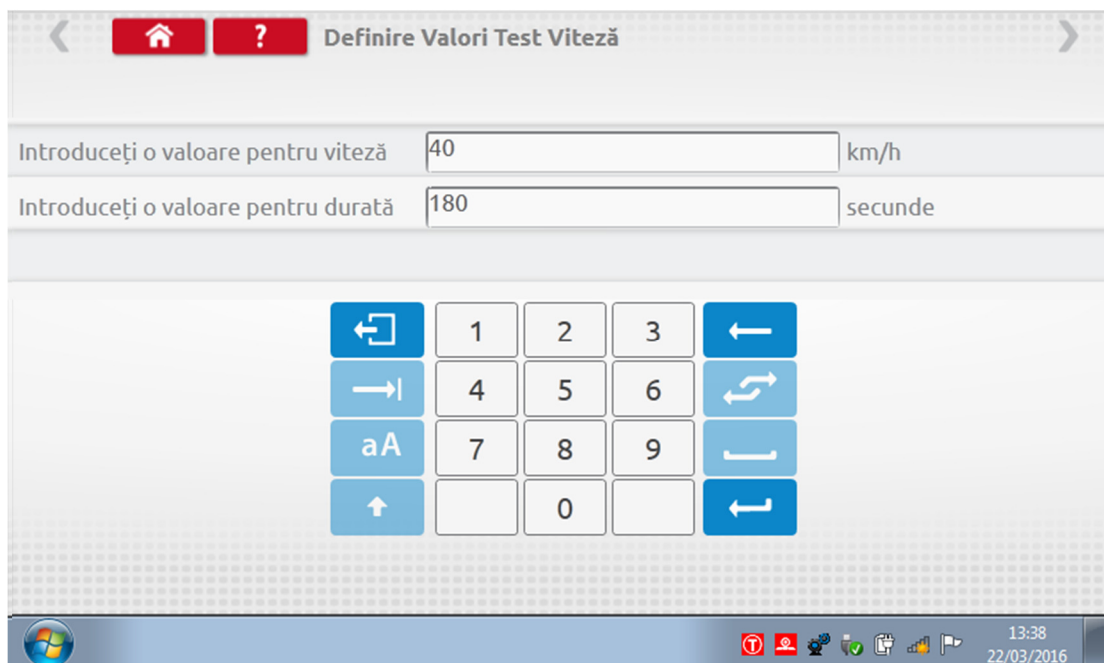 ? Definire Valori Test Viteză
Introduceți o valoare pentru viteză 40 km/h
Introduceți o valoare pentru durată 180 secunde
1 2 3
4 5 6
aA 7 8 9
0
13:38
22/03/2016